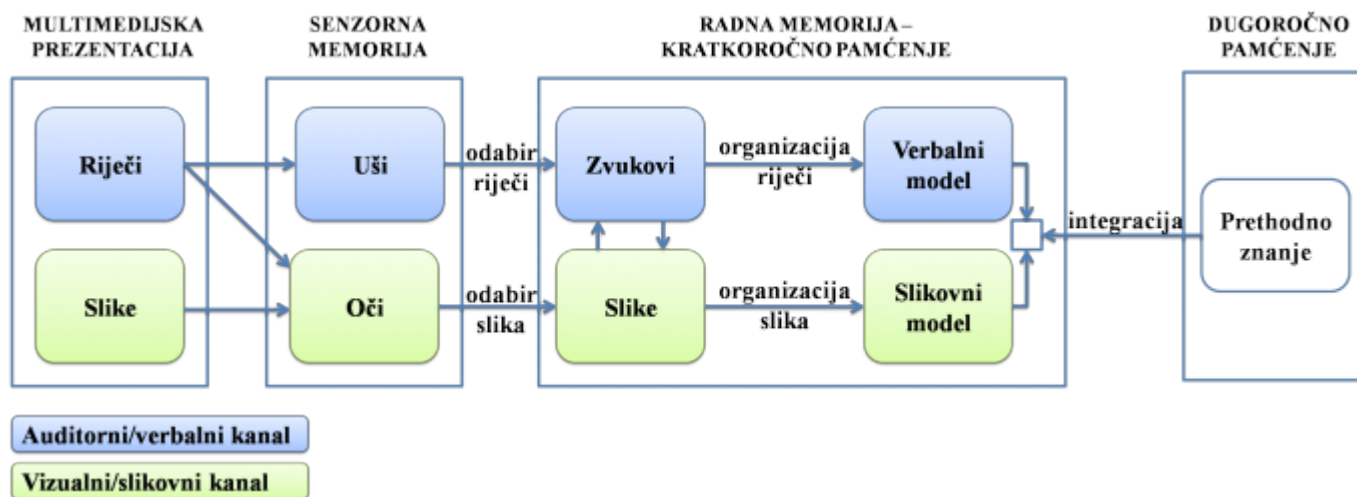 MULTIMEDIJSKA
PREZENTACIJA
SENZORNA
MEMORIJA
RADNA MEMORIJA –
KRATKOROČNO PAMĆENJE
DUGOROČNO
PAMĆENJE
Riječi
Uši
odabir
riječi
Zvukovi
organizacija
riječi
Verbalni
model
integracija
Prethodno
znanje
Slike
Oči
odabir
slika
Slike
organizacija
slika
Slikovni
model
Auditorni/verbalni kanal
Vizualni/slikovni kanal